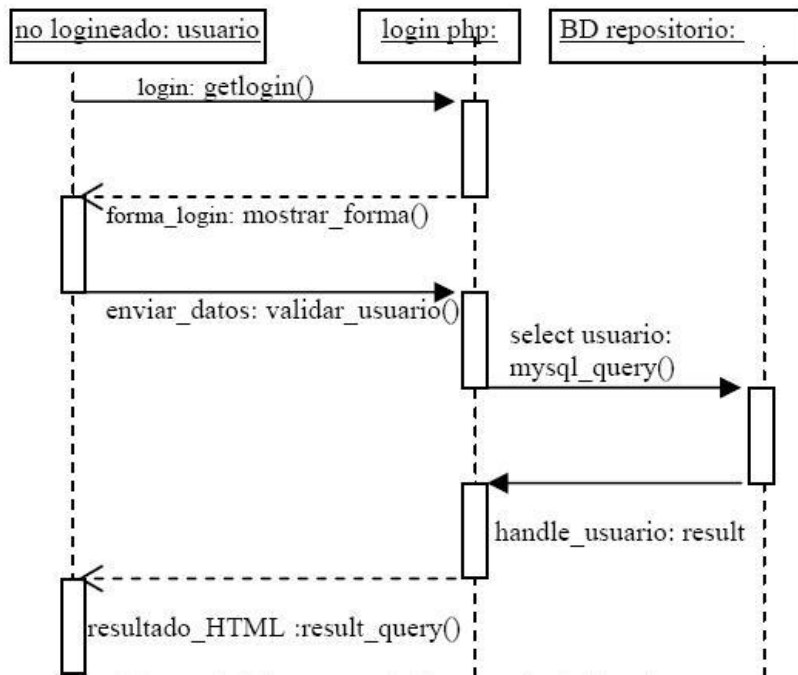 no logineado: usuario
login php:
BD repositorio:
login: getlogin()
forma_login: mostrar_forma()
enviar_datos: validar_usuario()
select usuario:
mysql_query()
handle_usuario: result
resultado_HTML :result_query()